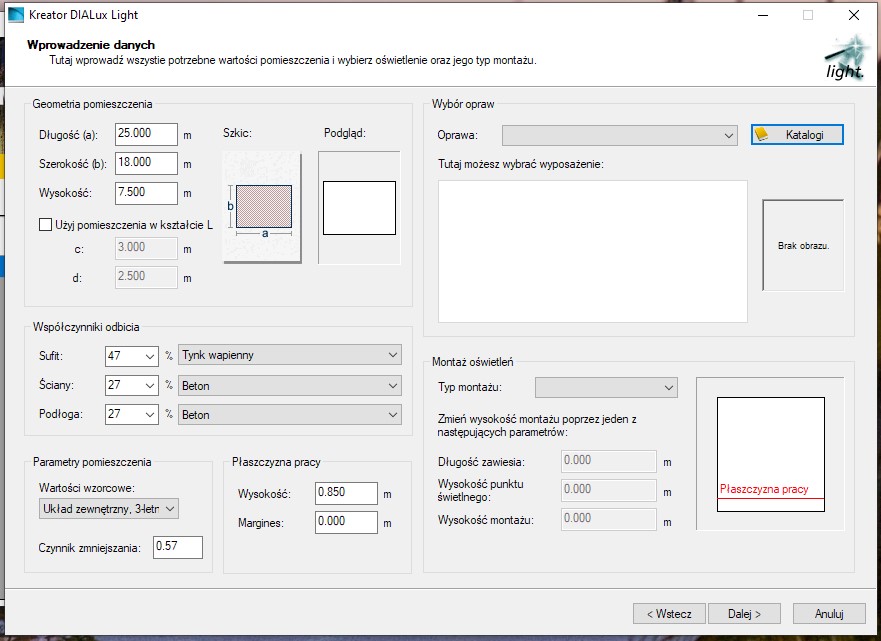 Kreator DIALux Light
Wprowadzenie danych
Tutaj wprowadź wszystie potrzebne wartości pomieszczenia i wybierz oświetlenie oraz jego typ montażu.
light.
Geometria pomieszczenia
Długość (a): 25.000 m
Szerokość (b): 18.000 m
Wysokość: 7.500 m
Użyj pomieszczenia w kształcie L
c: 3.000 m
d: 2.500 m
Szkic:
b
a
Podgląd:
Współczynniki odbicia
Sufit: 47 % Tynk wapienny
Ściany: 27 % Beton
Podłoga: 27 % Beton
Parametry pomieszczenia
Wartości wzorcowe:
Układ zewnętrzny, 3-letn
Czynnik zmniejszania: 0.57
Płaszczyzna pracy
Wysokość: 0.850 m
Margines: 0.000 m
Wybór opraw
Oprawa:
Katalogi
Tutaj możesz wybrać wyposażenie:
Brak obrazu.
Montaż oświetleń
Typ montażu:
Zmień wysokość montażu poprzez jeden z
następujących parametrów:
Długość zawiesia: 0.000 m
Wysokość punktu
świetlnego: 0.000 m
Wysokość montażu: 0.000 m
Płaszczyzna pracy
< Wstecz
Dalej >
Anuluj